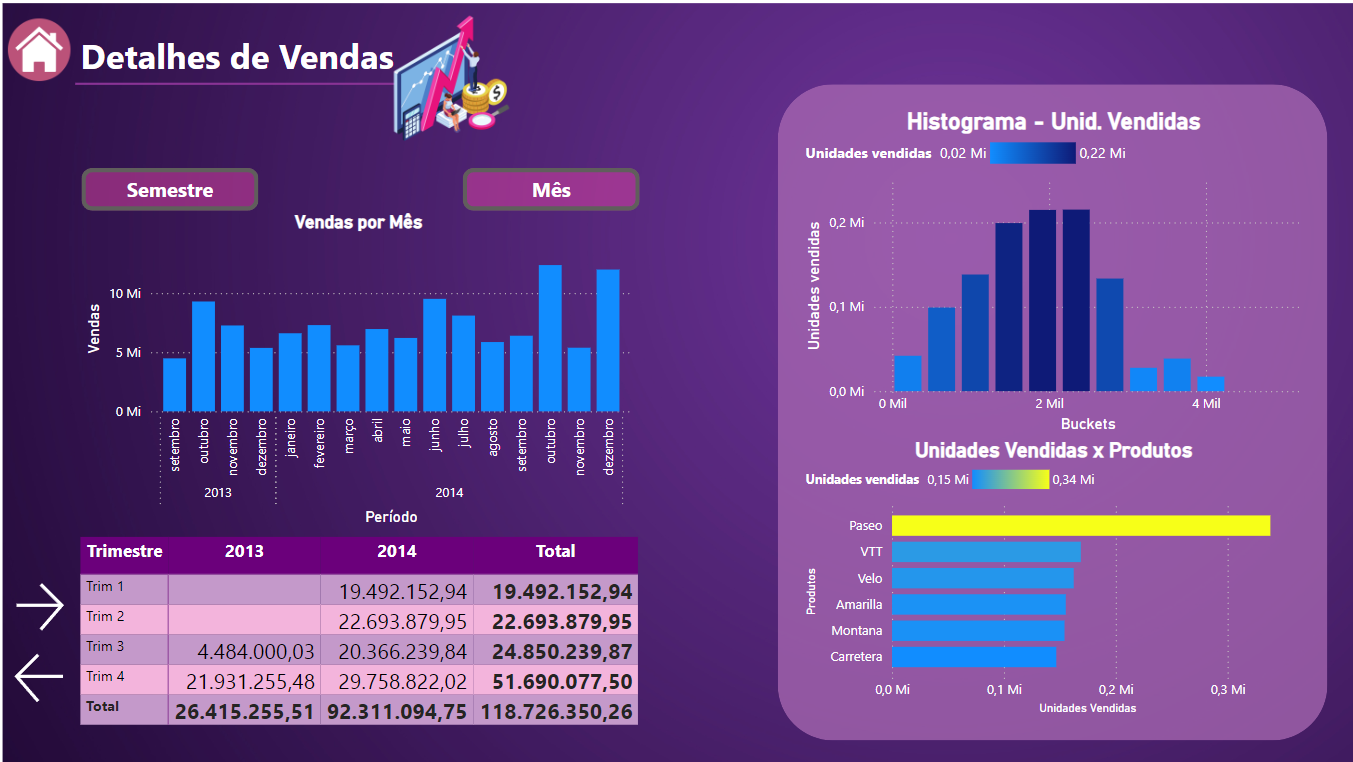 Detalhes de Vendas
Semestre
Mês
Vendas por Mês
Vendas
10 Mi
5 Mi
0 Mi
setembro
outubro
novembro
dezembro
janeiro
fevereiro
março
abril
maio
junho
julho
agosto
setembro
outubro
novembro
dezembro
2013
2014
Período
Trimestre 2013 2014 Total
Trim 1 19.492.152,94 19.492.152,94
Trim 2 22.693.879,95 22.693.879,95
Trim 3 4.484.000,03 20.366.239,84 24.850.239,87
Trim 4 21.931.255,48 29.758.822,02 51.690.077,50
Total 26.415.255,51 92.311.094,75 118.726.350,26
Histograma - Unid. Vendidas
Unidades vendidas 0,02 Mi 0,22 Mi
Unidades vendidas
0,2 Mi
0,1 Mi
0,0 Mi
0 Mil 2 Mil 4 Mil
Buckets
Unidades Vendidas x Produtos
Unidades vendidas 0,15 Mi 0,34 Mi
Produtos
Paseo
VTT
Velo
Amarilla
Montana
Carretera
0,0 Mi 0,1 Mi 0,2 Mi 0,3 Mi
Unidades Vendidas